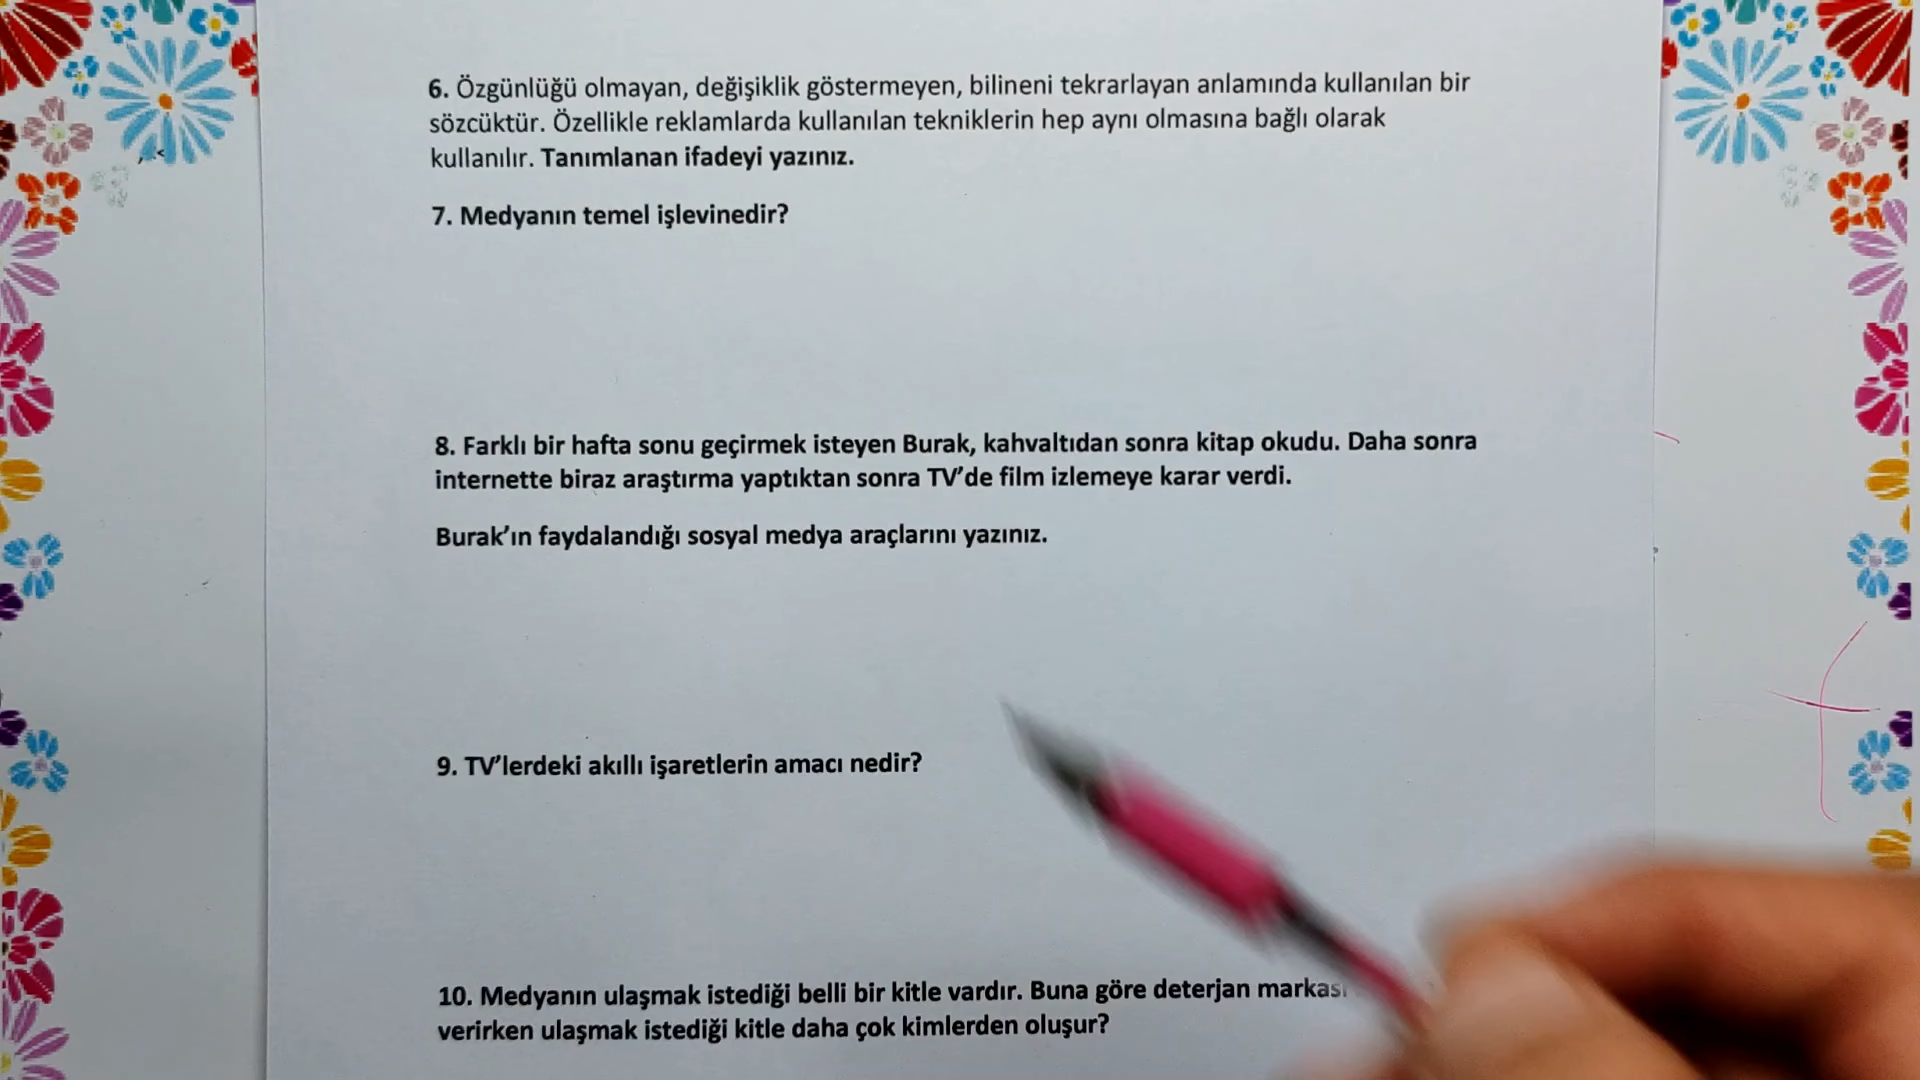 6. Özgünlüğü olmayan, değişiklik göstermeyen, bilineni tekrarlayan anlamında kullanılan bir
sözcüktür. Özellikle reklamlarda kullanılan tekniklerin hep aynı olmasına bağlı olarak
kullanılır. Tanımlanan ifadeyi yazınız.
7. Medyanın temel işlevinedir?
8. Farklı bir hafta sonu geçirmek isteyen Burak, kahvaltıdan sonra kitap okudu. Daha sonra
internette biraz araştırma yaptıktan sonra TV’de film izlemeye karar verdi.
Burak’ın faydalandığı sosyal medya araçlarını yazınız.
9. TV’lerdeki akıllı işaretlerin amacı nedir?
10. Medyanın ulaşmak istediği belli bir kitle vardır. Buna göre deterjan markası
verirken ulaşmak istediği kitle daha çok kimlerden oluşur?